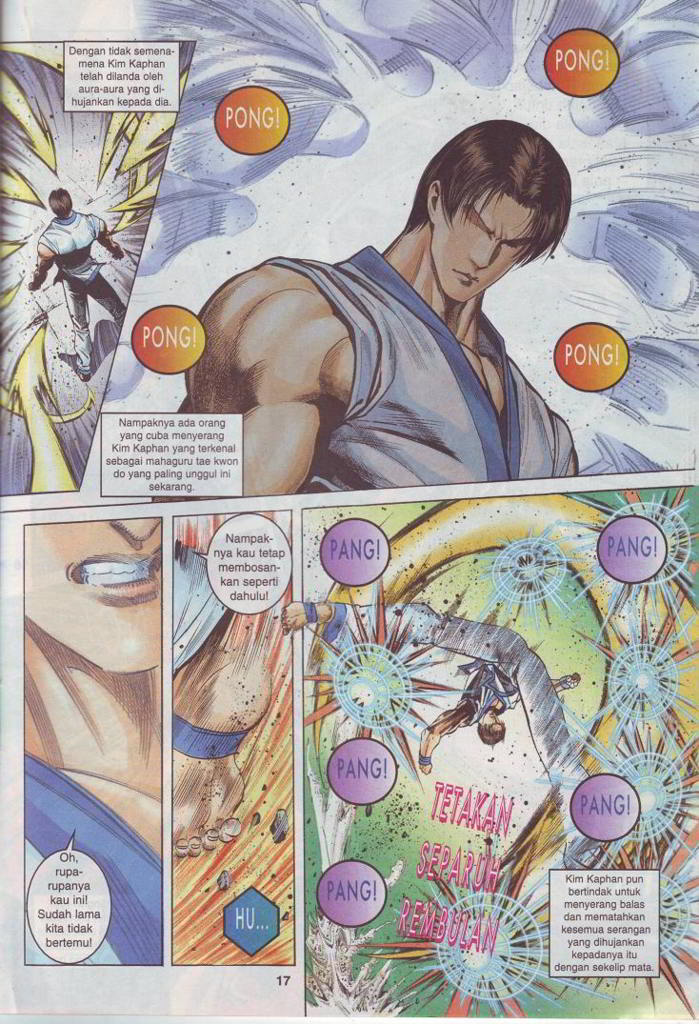 Dengan tidak semena-
mena Kim Kaphan
telah dilanda oleh
aura-aura yang di-
hujankan kepada dia.
PONG!
PONG!
PONG!
PONG!
Nampaknya ada orang
yang cuba menyerang
Kim Kaphan yang terkenal
sebagai mahaguru tae kwon
do yang paling unggul ini
sekarang.
Oh,
rupa-
rupanya
kau ini!
Sudah lama
kita tidak
bertemu!
Nampak-
nya kau tetap
membosan-
kan seperti
dahulu!
HU...
PANG!
PANG!
PANG!
PANG!
PANG!
TETAKAN
SEPARUH
REMBULAN
Kim Kaphan pun
bertindak untuk
menyerang balas
dan mematahkan
kesemua serangan
yang dihujankan
kepadanya itu
dengan sekelip mata.
17